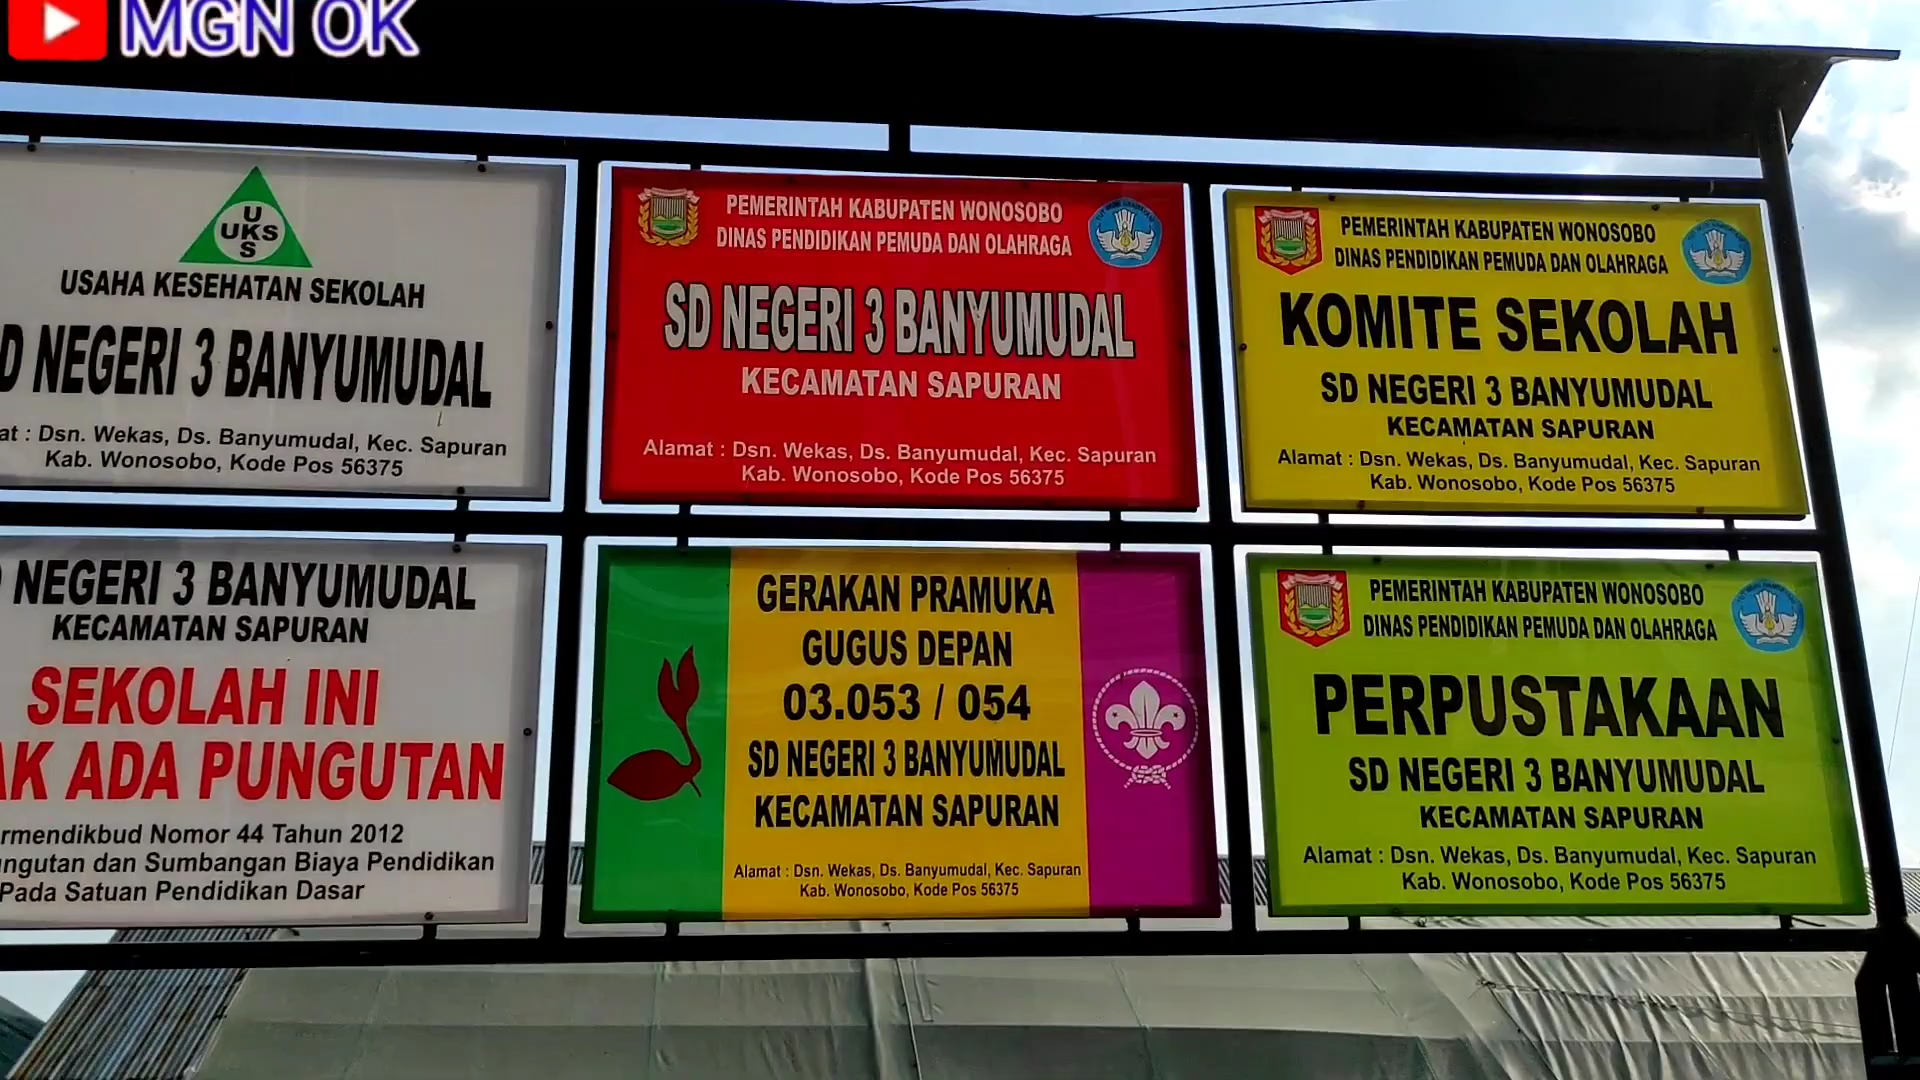 MGN OK
UKS
USAHA KESEHATAN SEKOLAH
NEGERI 3 BANYUMUDAL
Dsn. Wekas, Ds. Banyumudal, Kec. Sapuran
Kab. Wonosobo, Kode Pos 56375
PEMERINTAH KABUPATEN WONOSOBO
DINAS PENDIDIKAN PEMUDA DAN OLAHRAGA
SD NEGERI 3 BANYUMUDAL
KECAMATAN SAPURAN
Alamat : Dsn. Wekas, Ds. Banyumudal, Kec. Sapuran
Kab. Wonosobo, Kode Pos 56375
PEMERINTAH KABUPATEN WONOSOBO
DINAS PENDIDIKAN PEMUDA DAN OLAHRAGA
KOMITE SEKOLAH
SD NEGERI 3 BANYUMUDAL
KECAMATAN SAPURAN
Alamat : Dsn. Wekas, Ds. Banyumudal, Kec. Sapuran
Kab. Wonosobo, Kode Pos 56375
NEGERI 3 BANYUMUDAL
KECAMATAN SAPURAN
SEKOLAH INI
ADA PUNGUTAN
Nomor 44 Tahun 2012
dan Sumbangan Biaya Pendidikan
Pada Satuan Pendidikan Dasar
GERAKAN PRAMUKA
GUGUS DEPAN
03.053 / 054
SD NEGERI 3 BANYUMUDAL
KECAMATAN SAPURAN
Alamat : Dsn. Wekas, Ds. Banyumudal, Kec. Sapuran
Kab. Wonosobo, Kode Pos 56375
PEMERINTAH KABUPATEN WONOSOBO
DINAS PENDIDIKAN PEMUDA DAN OLAHRAGA
PERPUSTAKAAN
SD NEGERI 3 BANYUMUDAL
KECAMATAN SAPURAN
Alamat : Dsn. Wekas, Ds. Banyumudal, Kec. Sapuran
Kab. Wonosobo, Kode Pos 56375